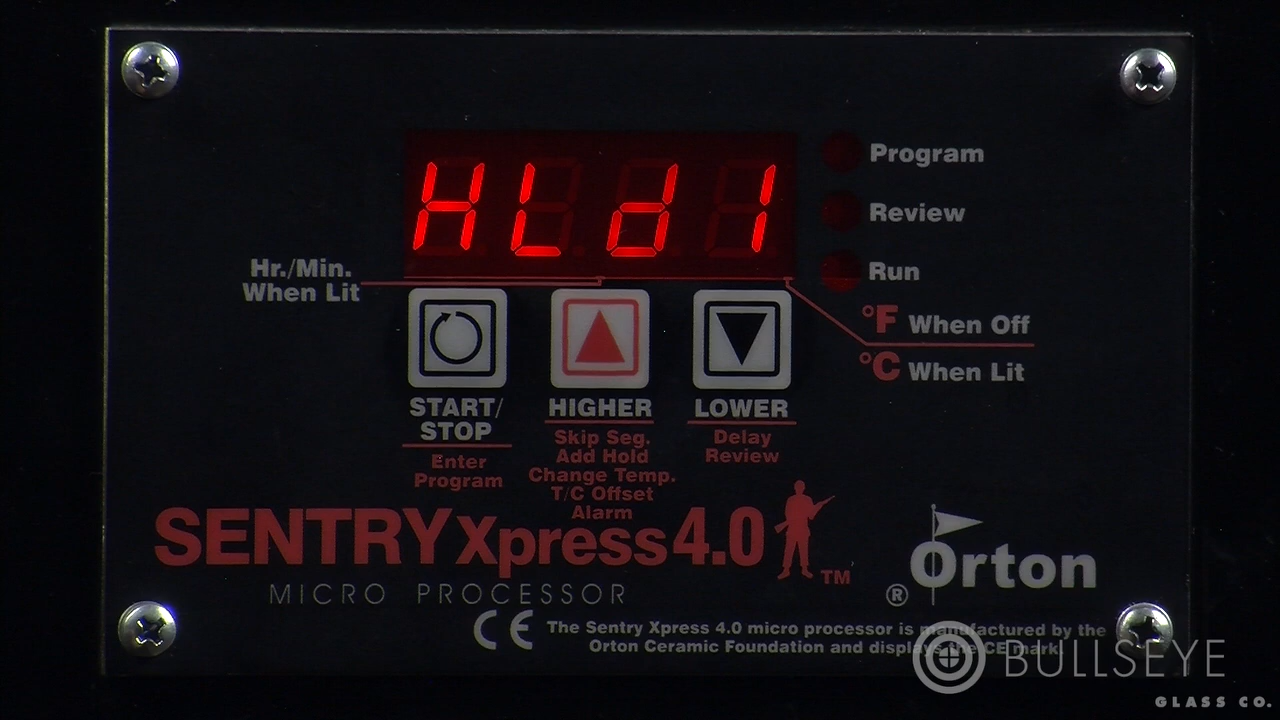 HLd1
Program
Review
Run
Hr./Min.
When Lit
°F When Off
°C When Lit
START/
STOP
Enter
Program
HIGHER
Skip Seg.
Add Hold
Change Temp.
T/C Offset
Alarm
LOWER
Delay
Review
SENTRY Xpress 4.0 TM
MICRO PROCESSOR
Orton ®
CE The Sentry Xpress 4.0 micro processor is manufactured by the
Orton Ceramic Foundation and displays the CE mark.
BULLSEYE
GLASS CO.